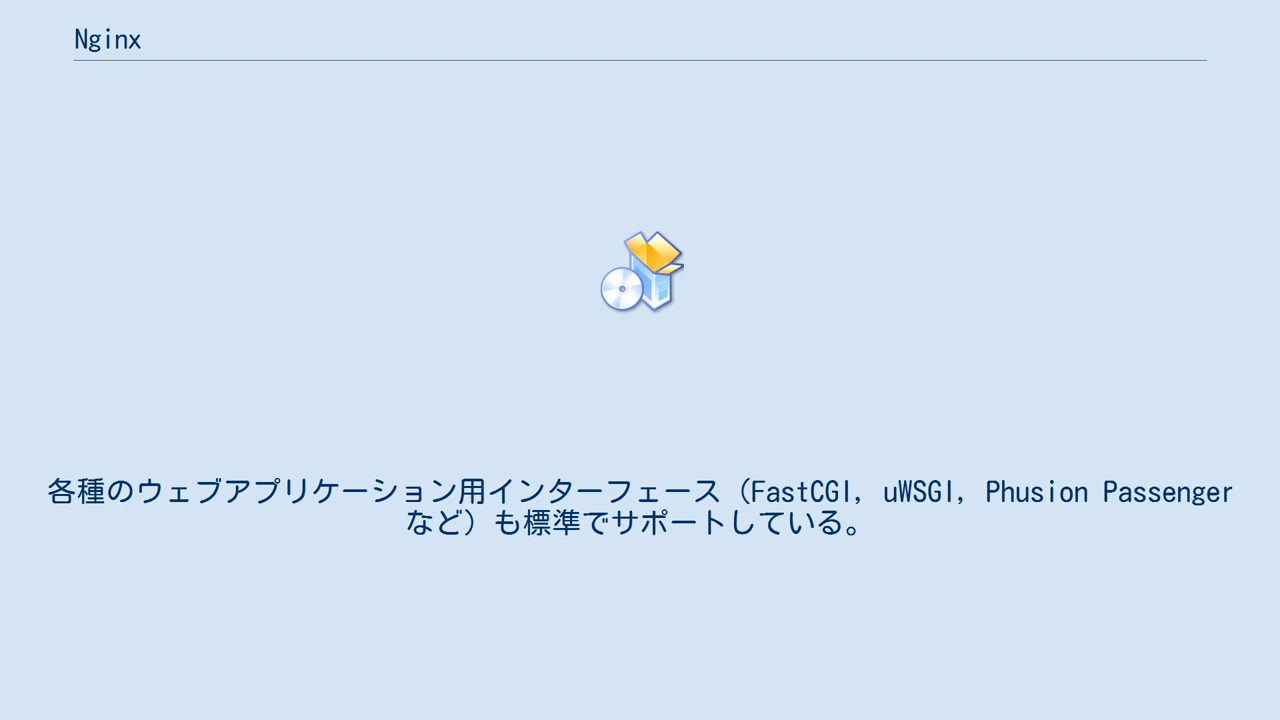 Nginx
各種のウェブアプリケーション用インターフェース（FastCGI, uWSGI, Phusion Passenger
など）も標準でサポートしている。